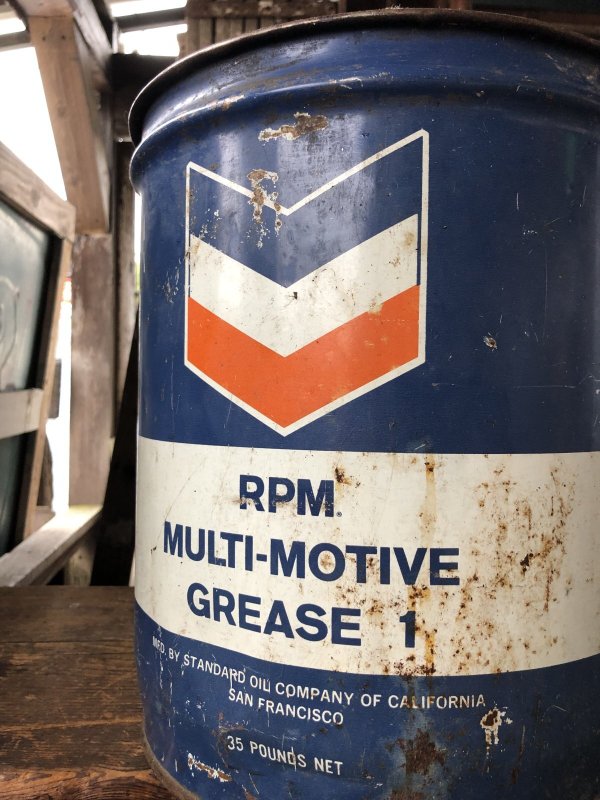 RPM.
MULTI-MOTIVE
GREASE 1
MFD. BY STANDARD OIL COMPANY OF CALIFORNIA
SAN FRANCISCO
35 POUNDS NET